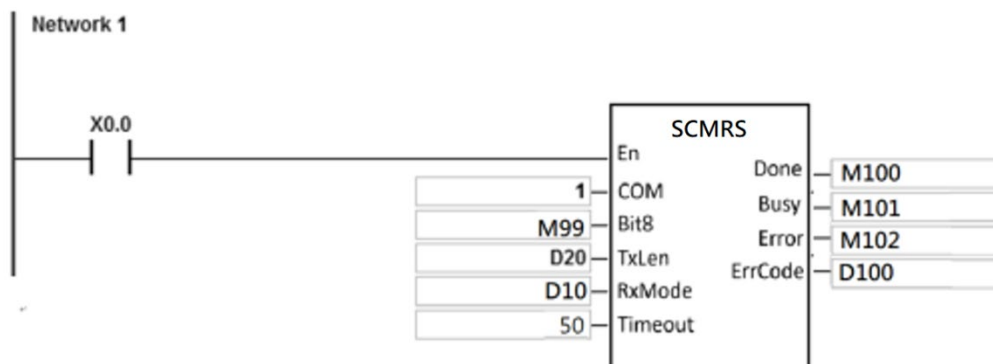 Network 1
X0.0
SCMRS
En
Done M100
1 COM
Busy M101
M99 Bit8
Error M102
D20 TxLen
ErrCode D100
D10 RxMode
50 Timeout